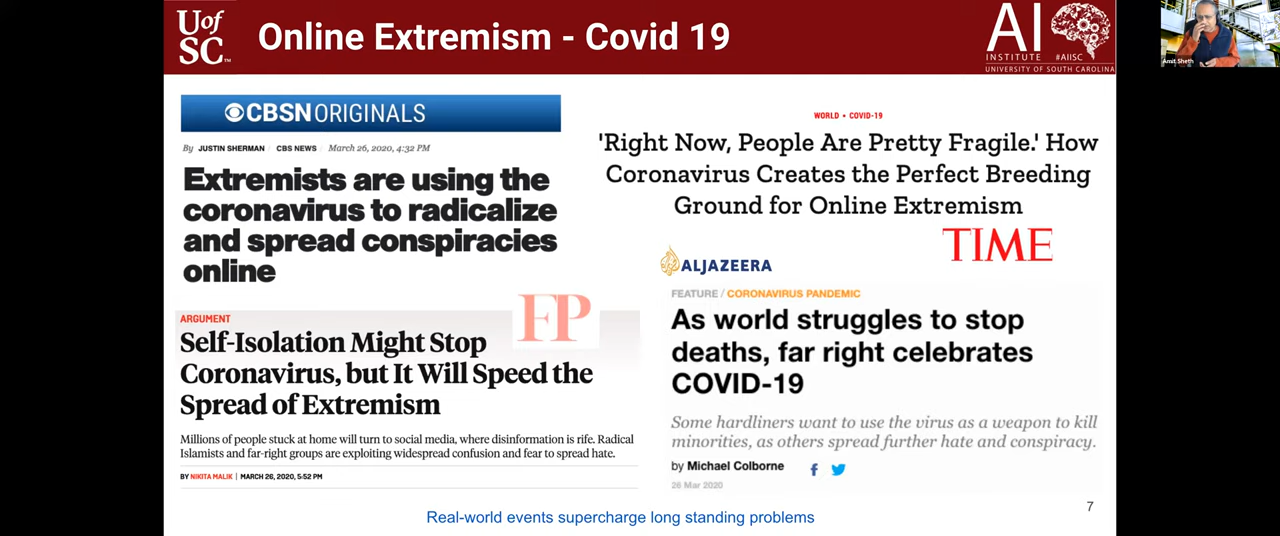 UofSC™
Online Extremism - Covid 19
AI
INSTITUTE #AIISC
UNIVERSITY OF SOUTH CAROLINA
Amit Sheth
CBSN ORIGINALS
By JUSTIN SHERMAN / CBS NEWS / March 26, 2020, 4:32 PM
Extremists are using the
coronavirus to radicalize
and spread conspiracies
online
WORLD • COVID-19
'Right Now, People Are Pretty Fragile.' How
Coronavirus Creates the Perfect Breeding
Ground for Online Extremism
TIME
FP
ARGUMENT
Self-Isolation Might Stop
Coronavirus, but It Will Speed the
Spread of Extremism
Millions of people stuck at home will turn to social media, where disinformation is rife. Radical
Islamists and far-right groups are exploiting widespread confusion and fear to spread hate.
BY NIKITA MALIK | MARCH 26, 2020, 5:52 PM
ALJAZEERA
FEATURE / CORONAVIRUS PANDEMIC
As world struggles to stop
deaths, far right celebrates
COVID-19
Some hardliners want to use the virus as a weapon to kill
minorities, as others spread further hate and conspiracy.
by Michael Colborne
26 Mar 2020
Real-world events supercharge long standing problems
7